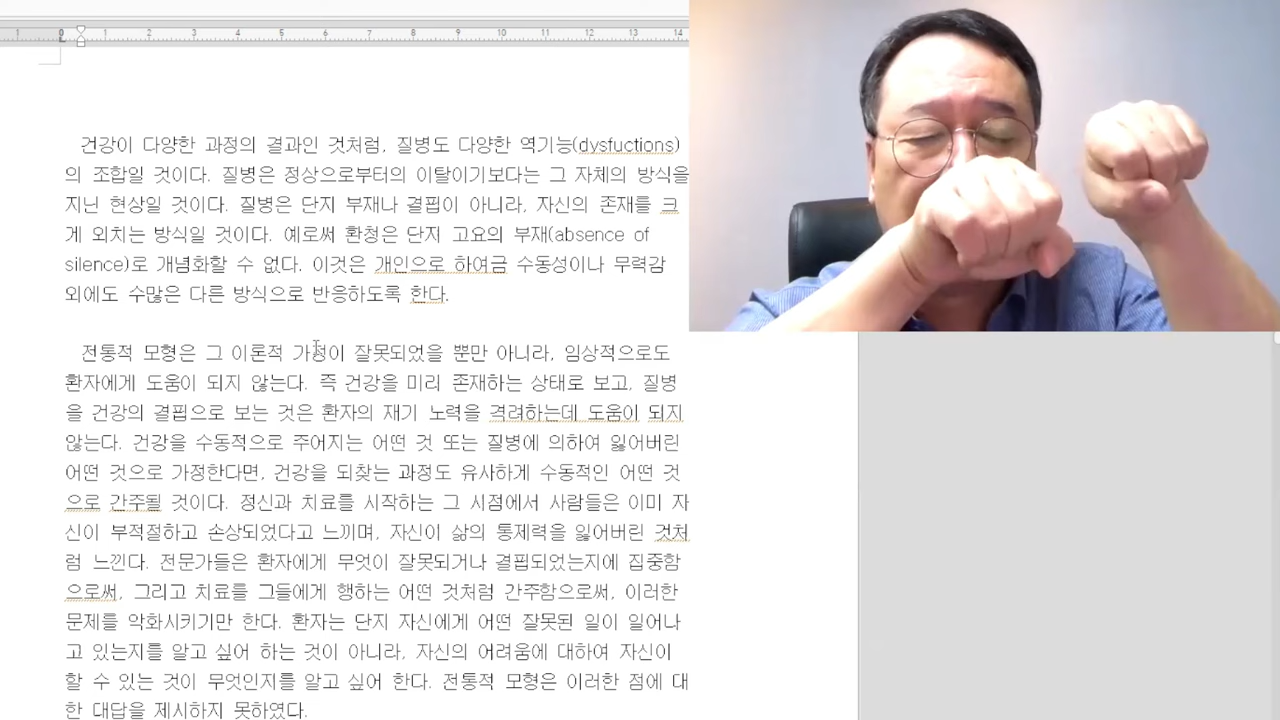 1 0 1 2 3 4 5 6 7 8 9 10 11 12 13 14
건강이 다양한 과정의 결과인 것처럼, 질병도 다양한 역기능(dysfuctions)
의 조합일 것이다. 질병은 정상으로부터의 이탈이기보다는 그 자체의 방식을
지닌 현상일 것이다. 질병은 단지 부재나 결핍이 아니라, 자신의 존재를 크
게 외치는 방식일 것이다. 예로써 환청은 단지 고요의 부재(absence of
silence)로 개념화할 수 없다. 이것은 개인으로 하여금 수동성이나 무력감
외에도 수많은 다른 방식으로 반응하도록 한다.
전통적 모형은 그 이론적 가정이 잘못되었을 뿐만 아니라, 임상적으로도
환자에게 도움이 되지 않는다. 즉 건강을 미리 존재하는 상태로 보고, 질병
을 건강의 결핍으로 보는 것은 환자의 재기 노력을 격려하는데 도움이 되지
않는다. 건강을 수동적으로 주어지는 어떤 것 또는 질병에 의하여 잃어버린
어떤 것으로 가정한다면, 건강을 되찾는 과정도 유사하게 수동적인 어떤 것
으로 간주될 것이다. 정신과 치료를 시작하는 그 시점에서 사람들은 이미 자
신이 부적절하고 손상되었다고 느끼며, 자신이 삶의 통제력을 잃어버린 것처
럼 느낀다. 전문가들은 환자에게 무엇이 잘못되거나 결핍되었는지에 집중함
으로써, 그리고 치료를 그들에게 행하는 어떤 것처럼 간주함으로써, 이러한
문제를 악화시키기만 한다. 환자는 단지 자신에게 어떤 잘못된 일이 일어나
고 있는지를 알고 싶어 하는 것이 아니라, 자신의 어려움에 대하여 자신이
할 수 있는 것이 무엇인지를 알고 싶어 한다. 전통적 모형은 이러한 점에 대
한 대답을 제시하지 못하였다.